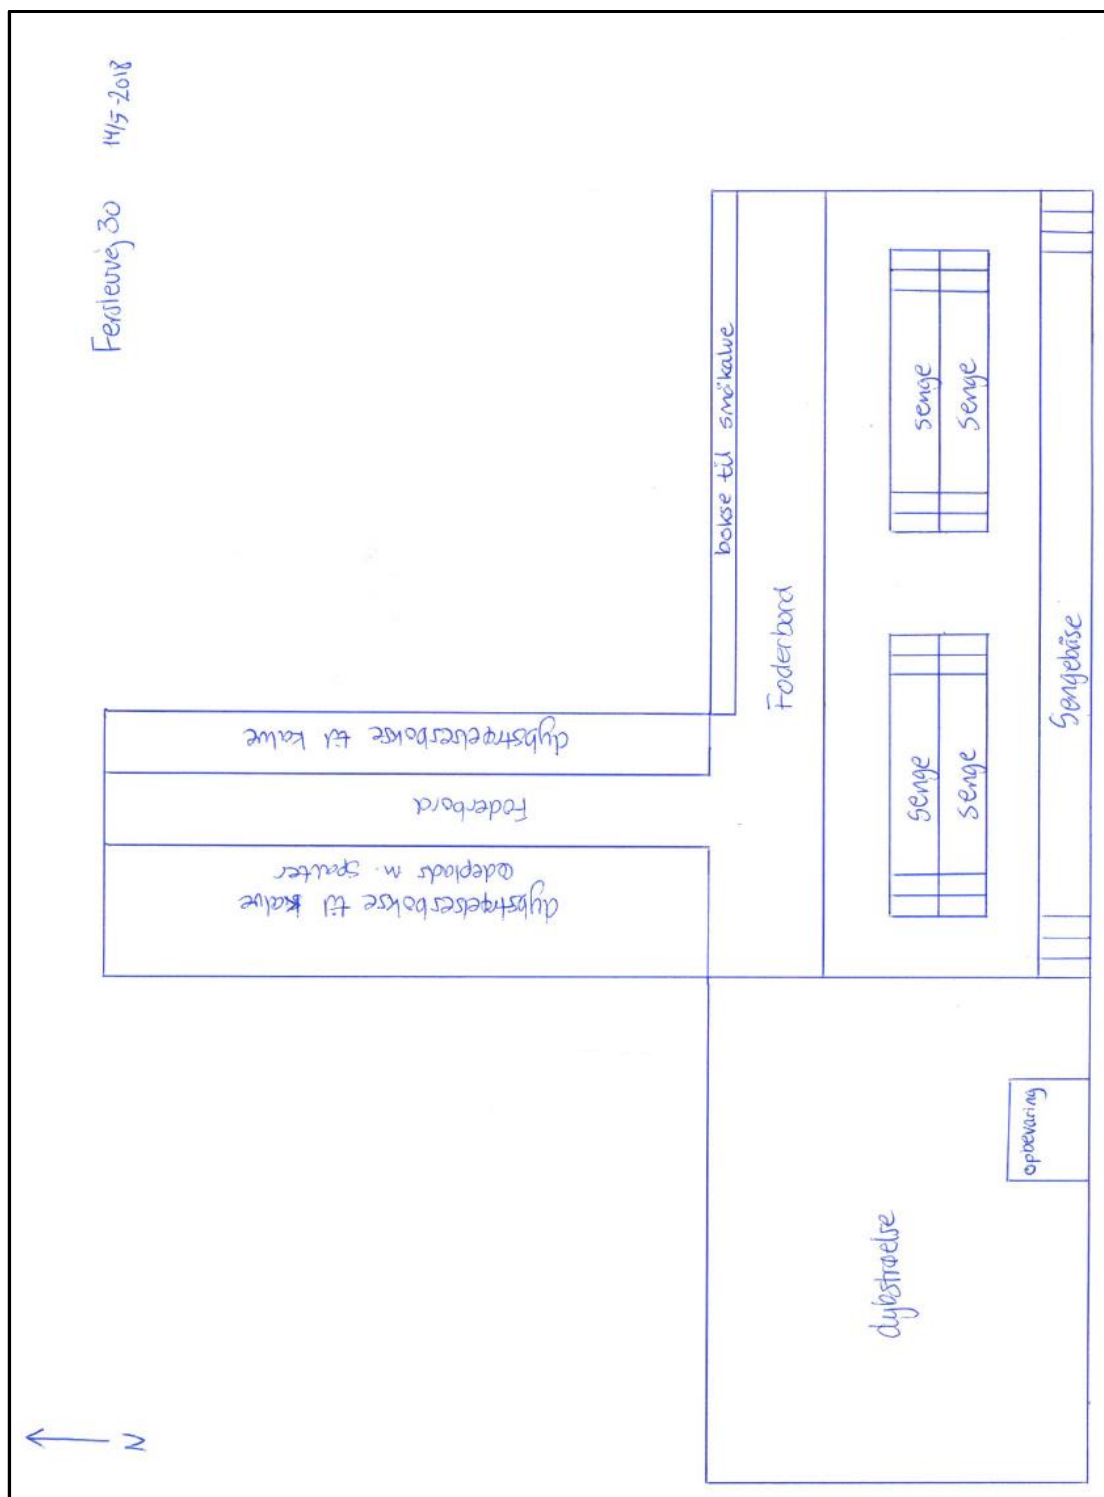 Ferslevvej 30 14/5-2018
dybstrøelsesbokse til kalve
Foderbord
dybstrøelsesbokse til kalve
Ædeplads m. spalter
bokse til småkalve
Foderbord
senge
senge
senge
senge
Sengebåse
dybstrøelse
opbevaring
N